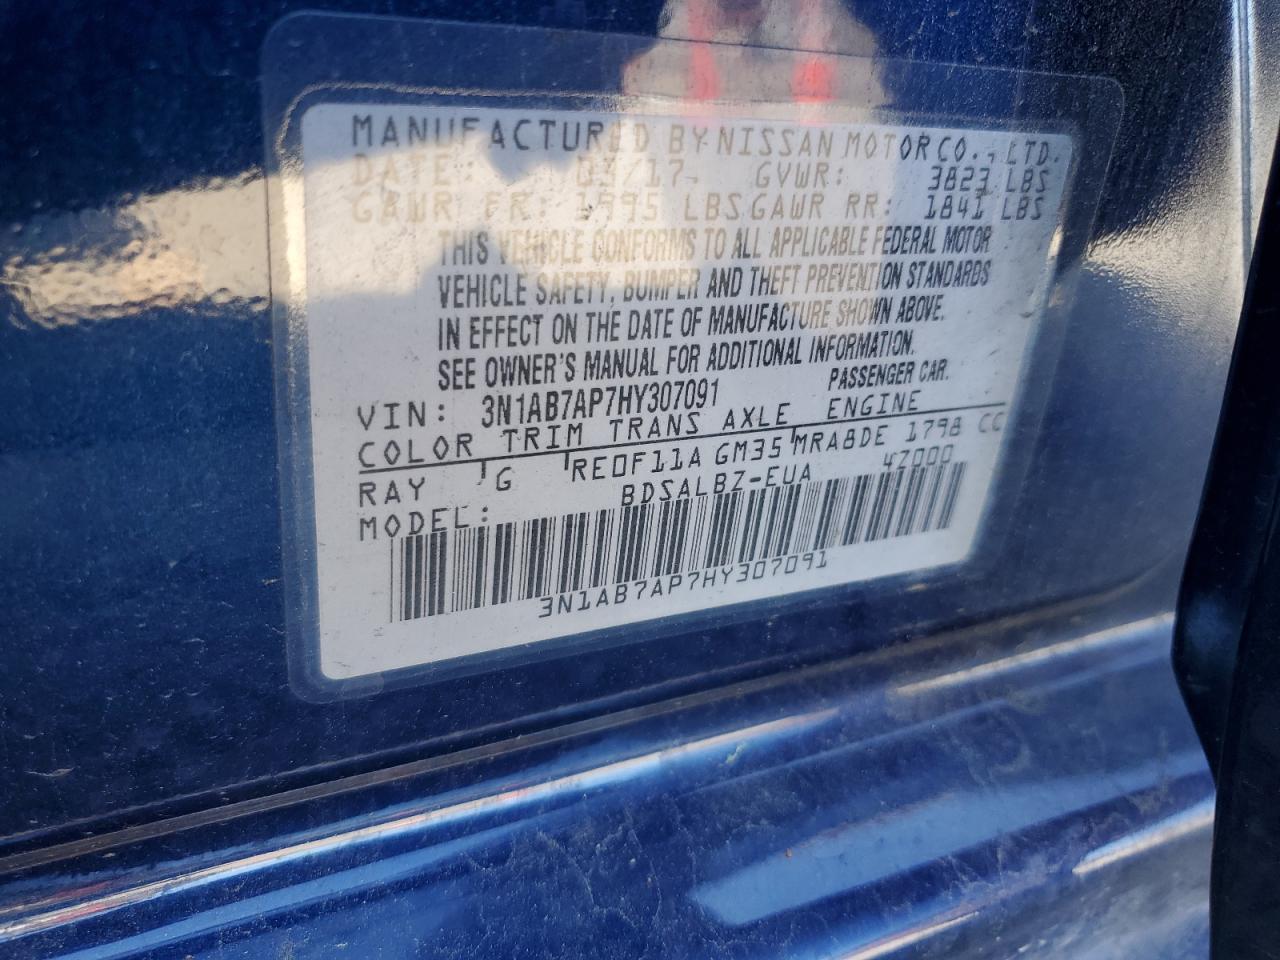 MANUFACTURED BY NISSAN MOTOR CO., LTD.
DATE: 03/17 GVWR: 3823 LBS
GAWR FR: 1995 LBS GAWR RR: 1841 LBS
THIS VEHICLE CONFORMS TO ALL APPLICABLE FEDERAL MOTOR
VEHICLE SAFETY, BUMPER AND THEFT PREVENTION STANDARDS
IN EFFECT ON THE DATE OF MANUFACTURE SHOWN ABOVE.
SEE OWNER'S MANUAL FOR ADDITIONAL INFORMATION.
VIN: 3N1AB7AP7HY307091 PASSENGER CAR.
COLOR TRIM TRANS AXLE ENGINE
RAY G RE0F11A GM35 MRA8DE 1798 CC
MODEL: BDSALBZ-EUA 4Z000
3N1AB7AP7HY307091